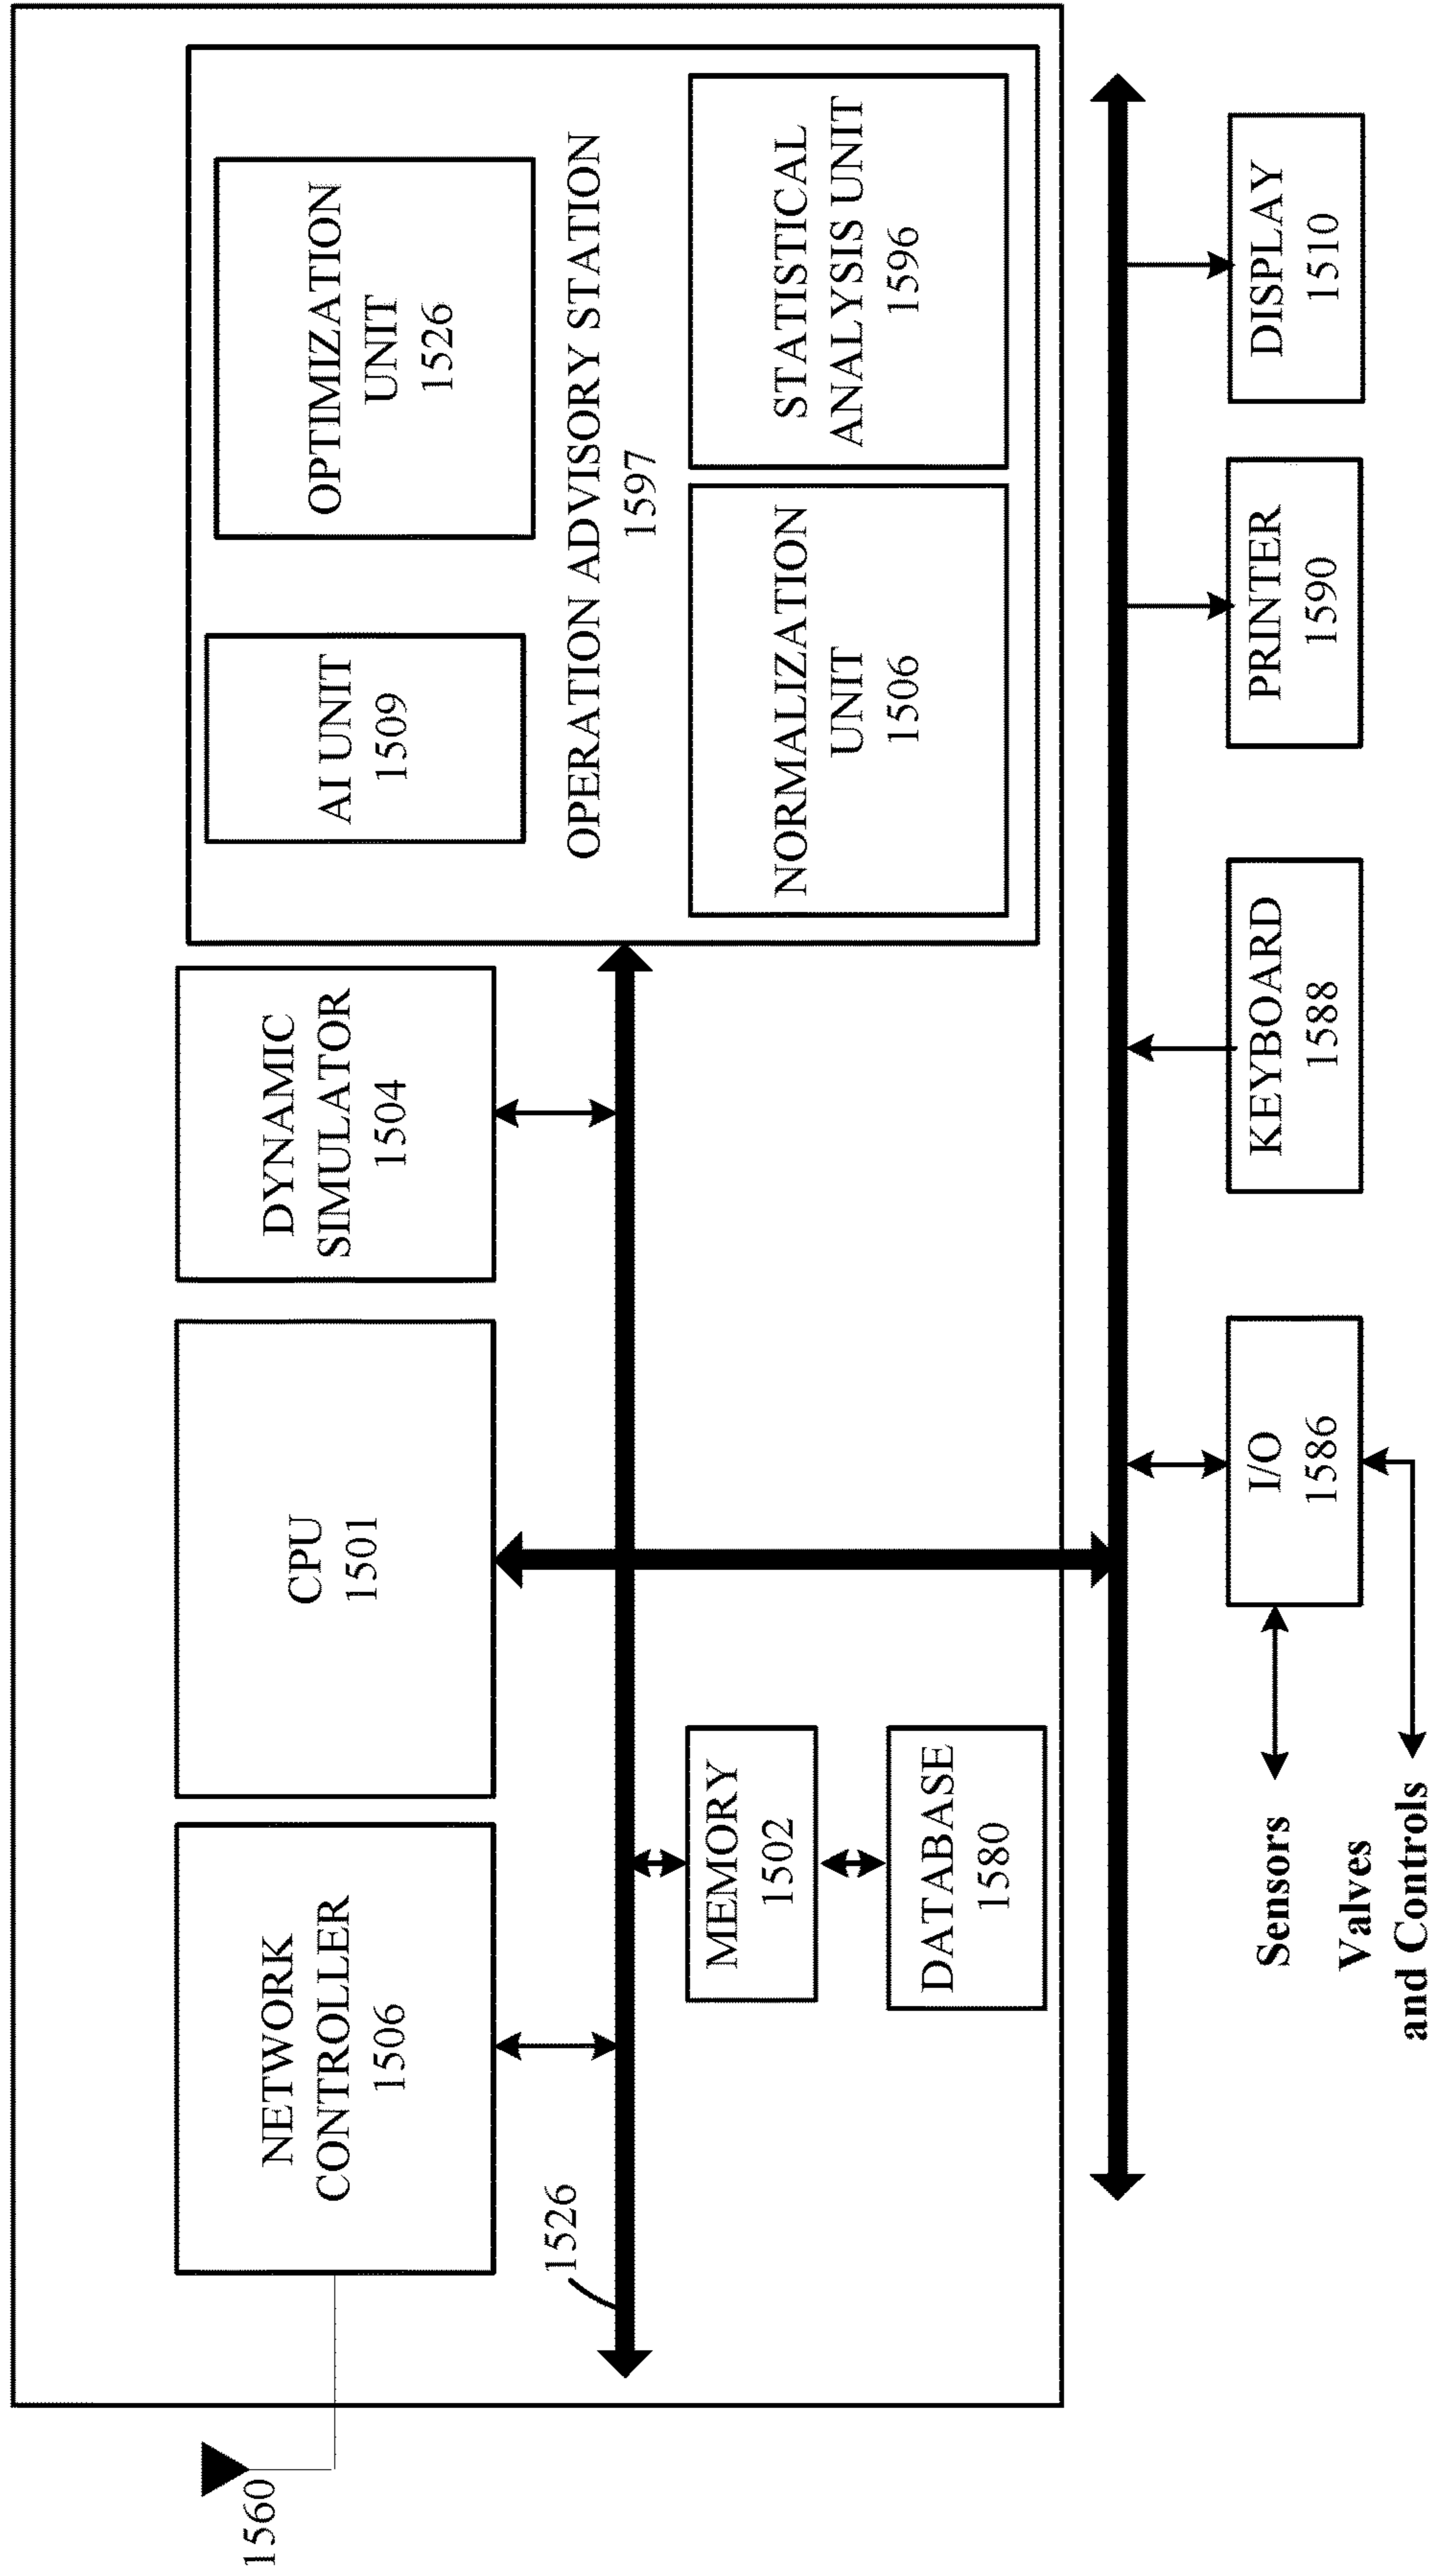 1560
NETWORK
CONTROLLER
1506
CPU
1501
DYNAMIC
SIMULATOR
1504
AI UNIT
1509
OPTIMIZATION
UNIT
1526
OPERATION ADVISORY STATION
1597
NORMALIZATION
UNIT
1506
STATISTICAL
ANALYSIS UNIT
1596
1526
MEMORY
1502
DATABASE
1580
I/O
1586
KEYBOARD
1588
PRINTER
1590
DISPLAY
1510
Sensors
Valves
and Controls